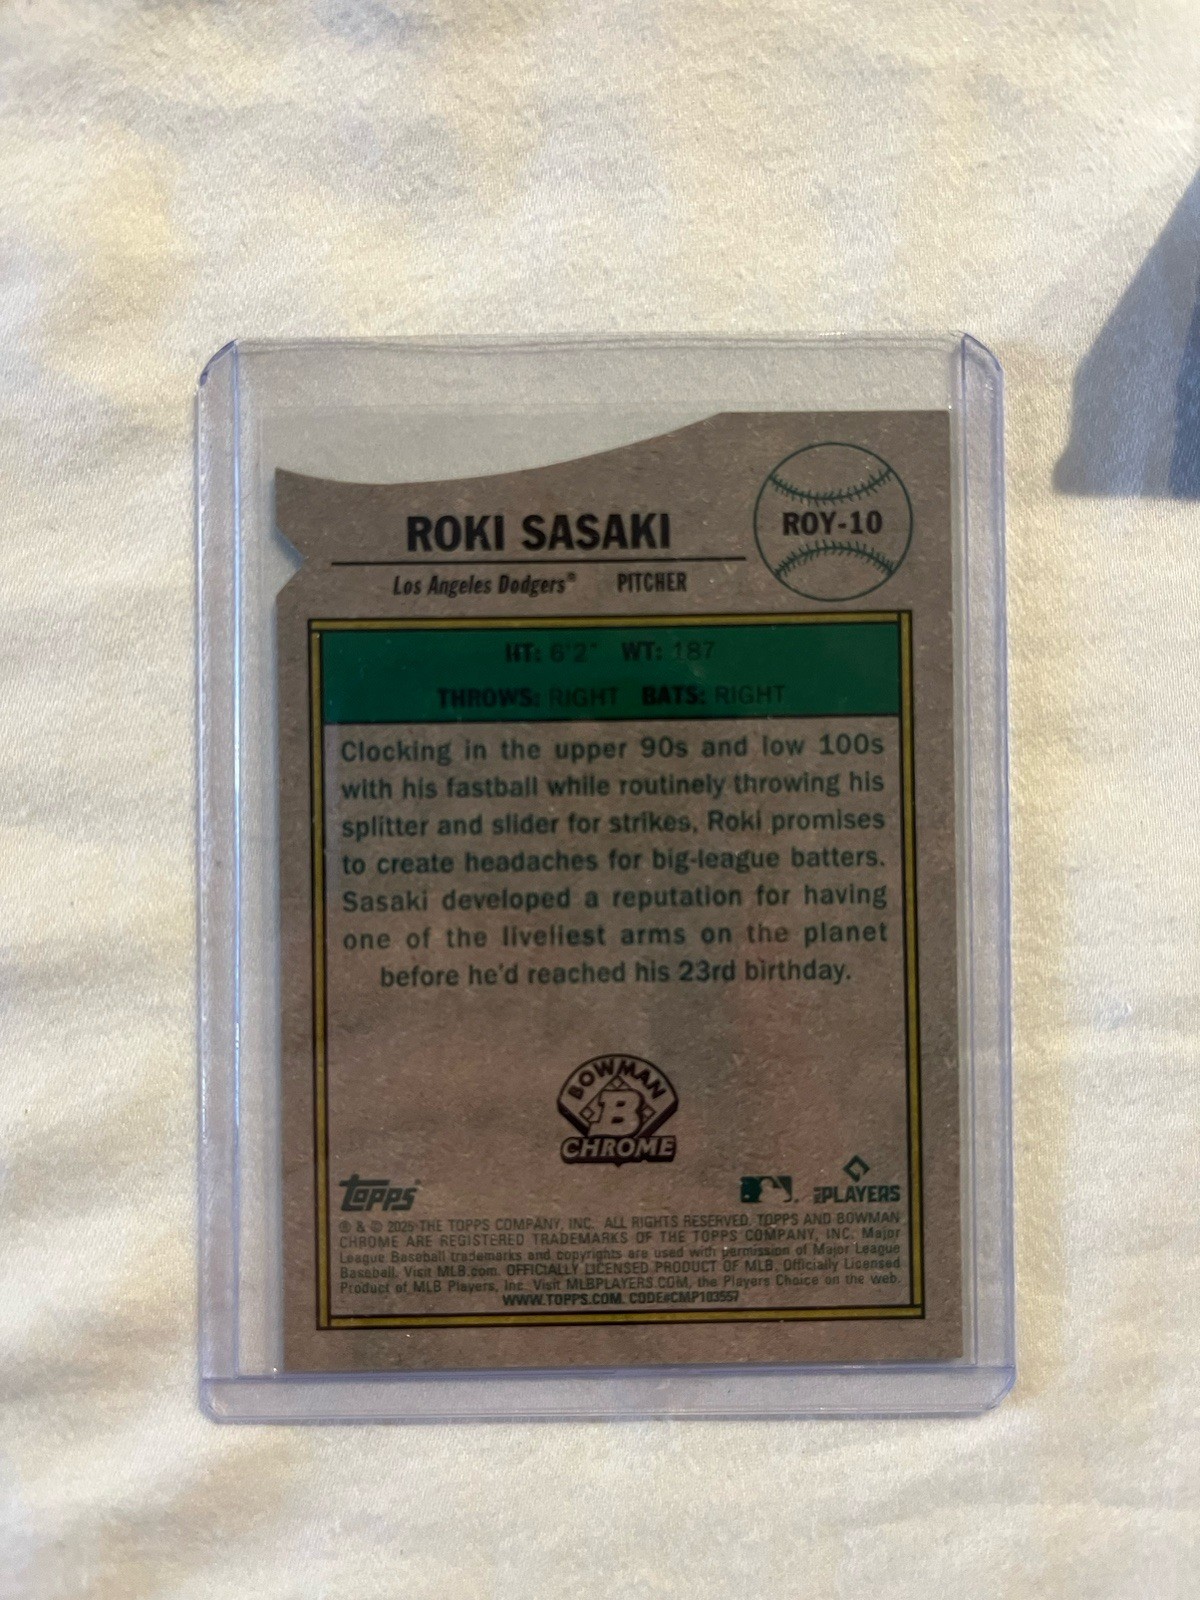 ROKI SASAKI
ROY-10
Los Angeles Dodgers® PITCHER
HT: 6'2" WT: 187
THROWS: RIGHT BATS: RIGHT
Clocking in the upper 90s and low 100s
with his fastball while routinely throwing his
splitter and slider for strikes, Roki promises
to create headaches for big-league batters.
Sasaki developed a reputation for having
one of the liveliest arms on the planet
before he'd reached his 23rd birthday.
BOWMAN
B
CHROME
topps®
MLB PLAYERS
® & © 2025 THE TOPPS COMPANY, INC. ALL RIGHTS RESERVED. TOPPS AND BOWMAN
CHROME ARE REGISTERED TRADEMARKS OF THE TOPPS COMPANY, INC. Major
League Baseball trademarks and copyrights are used with permission of Major League
Baseball. Visit MLB.com. OFFICIALLY LICENSED PRODUCT OF MLB. Officially Licensed
Product of MLB Players, Inc. Visit MLBPLAYERS.COM, the Players Choice on the web.
WWW.TOPPS.COM. CODE#CMP103557